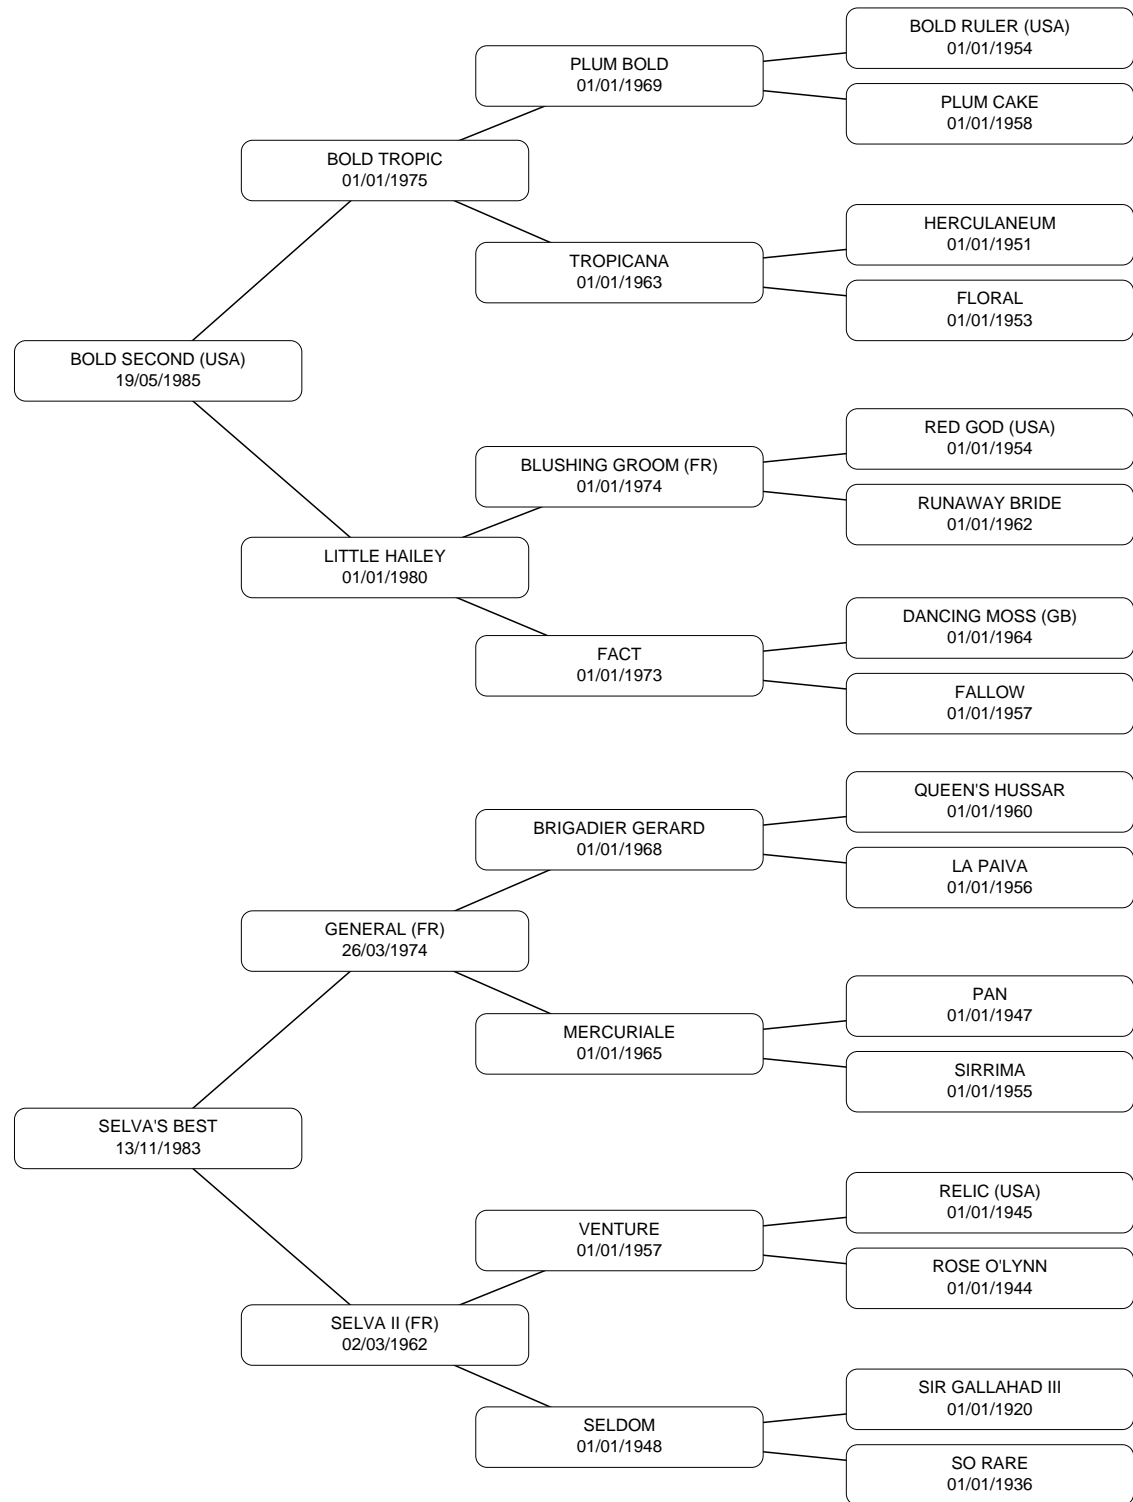 BOLD RULER (USA)
01/01/1954
PLUM BOLD
01/01/1969
PLUM CAKE
01/01/1958
BOLD TROPIC
01/01/1975
HERCULANEUM
01/01/1951
TROPICANA
01/01/1963
FLORAL
01/01/1953
BOLD SECOND (USA)
19/05/1985
RED GOD (USA)
01/01/1954
BLUSHING GROOM (FR)
01/01/1974
RUNAWAY BRIDE
01/01/1962
LITTLE HAILEY
01/01/1980
DANCING MOSS (GB)
01/01/1964
FACT
01/01/1973
FALLOW
01/01/1957
QUEEN'S HUSSAR
01/01/1960
BRIGADIER GERARD
01/01/1968
LA PAIVA
01/01/1956
GENERAL (FR)
26/03/1974
PAN
01/01/1947
MERCURIALE
01/01/1965
SIRRIMA
01/01/1955
SELVA'S BEST
13/11/1983
RELIC (USA)
01/01/1945
VENTURE
01/01/1957
ROSE O'LYNN
01/01/1944
SELVA II (FR)
02/03/1962
SIR GALLAHAD III
01/01/1920
SELDOM
01/01/1948
SO RARE
01/01/1936